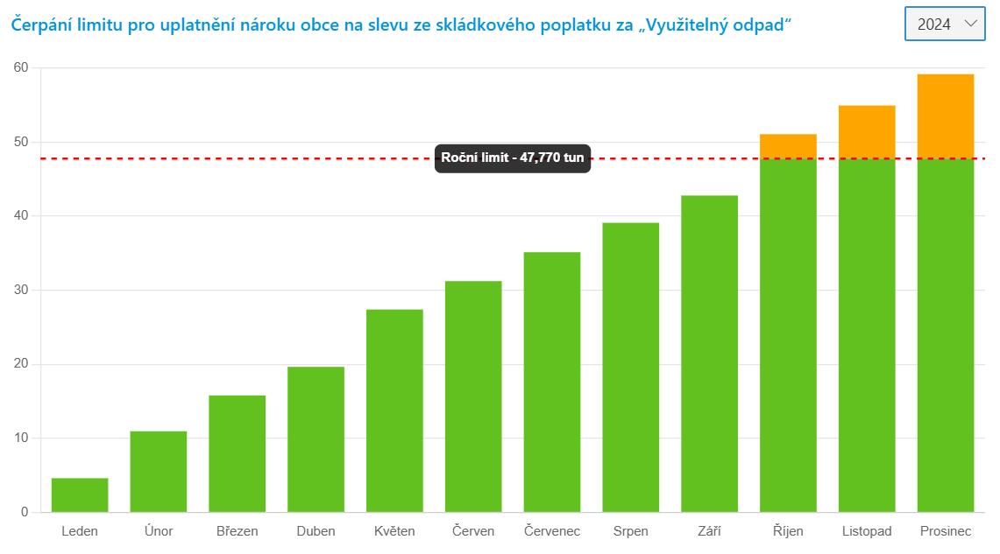 Čerpání limitu pro uplatnění nároku obce na slevu ze skládkového poplatku za „Využitelný odpad“
2024
60
50
Roční limit - 47,770 tun
40
30
20
10
0
Leden Únor Březen Duben Květen Červen Červenec Srpen Září Říjen Listopad Prosinec